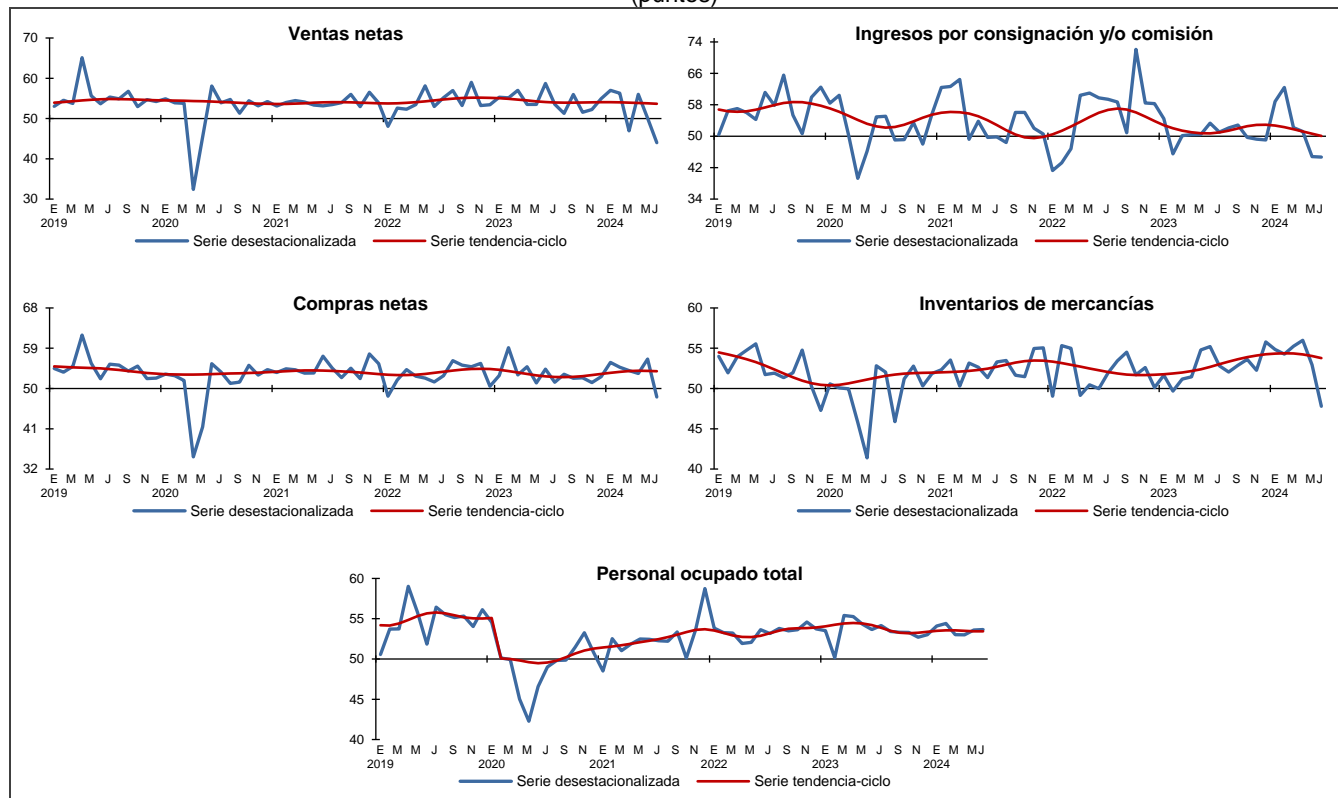 (puntos)
Ventas netas
70
60
50
40
30
E M M J S N E M M J S N E M M J S N E M M J S N E M M J S N E M MJ
2019 2020 2021 2022 2023 2024
Serie desestacionalizada Serie tendencia-ciclo
Ingresos por consignación y/o comisión
74
66
58
50
42
34
E M M J S N E M M J S N E M M J S N E M M J S N E M M J S N E M MJ
2019 2020 2021 2022 2023 2024
Serie desestacionalizada Serie tendencia-ciclo
Compras netas
68
59
50
41
32
E M M J S N E M M J S N E M M J S N E M M J S N E M M J S N E M MJ
2019 2020 2021 2022 2023 2024
Serie desestacionalizada Serie tendencia-ciclo
Inventarios de mercancías
60
55
50
45
40
E M M J S N E M M J S N E M M J S N E M M J S N E M M J S N E M MJ
2019 2020 2021 2022 2023 2024
Serie desestacionalizada Serie tendencia-ciclo
Personal ocupado total
60
55
50
45
40
E M M J S N E M M J S N E M M J S N E M M J S N E M M J S N E M MJ
2019 2020 2021 2022 2023 2024
Serie desestacionalizada Serie tendencia-ciclo